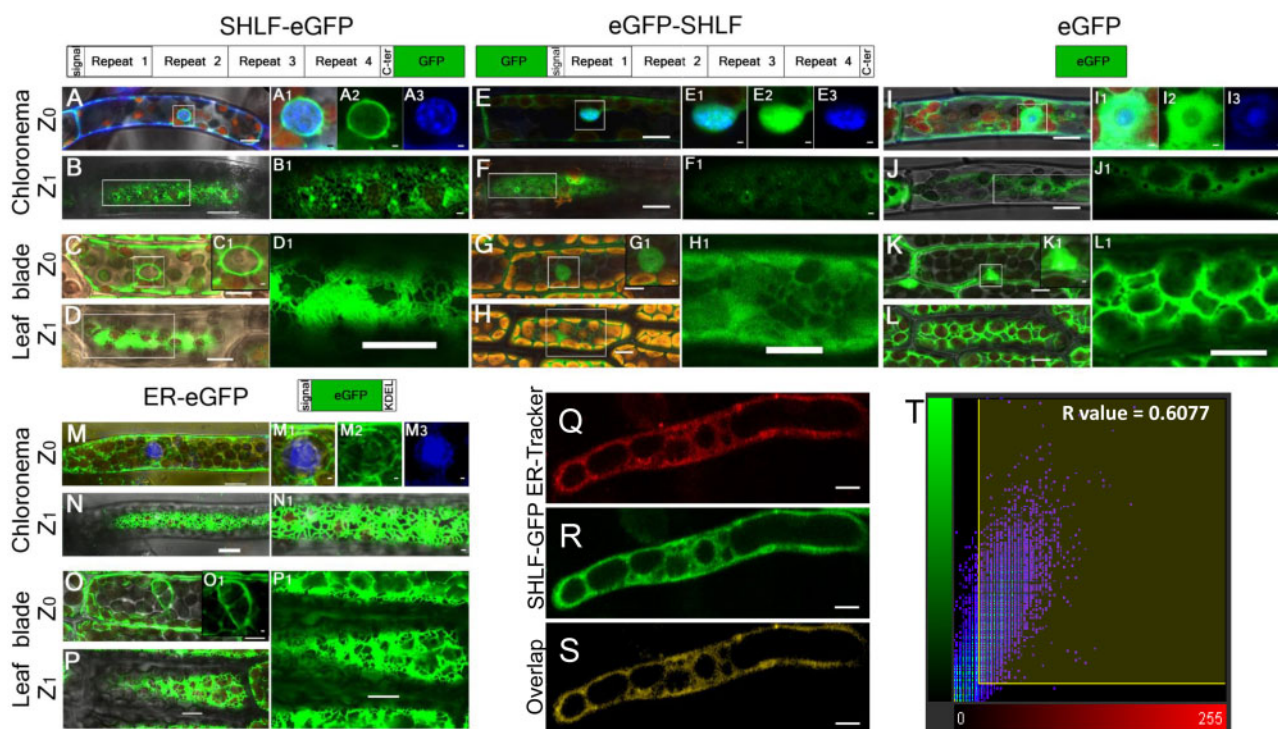 SHLF-eGFP eGFP-SHLF eGFP
signal Repeat 1 Repeat 2 Repeat 3 Repeat 4 C-ter GFP
GFP signal Repeat 1 Repeat 2 Repeat 3 Repeat 4 C-ter
eGFP
Chloronema
Z0
A A1 A2 A3 E E1 E2 E3 I I1 I2 I3
Z1
B B1 F F1 J J1
Leaf blade
Z0
C C1 D1 G G1 H1 K K1 L1
Z1
D H L
ER-eGFP
signal eGFP KDEL
Chloronema
Z0
M M1 M2 M3
Z1
N N1
Leaf blade
Z0
O O1 P1
Z1
P
ER-Tracker
Q
SHLF-GFP
R
Overlap
S
T
R value = 0.6077
0 255